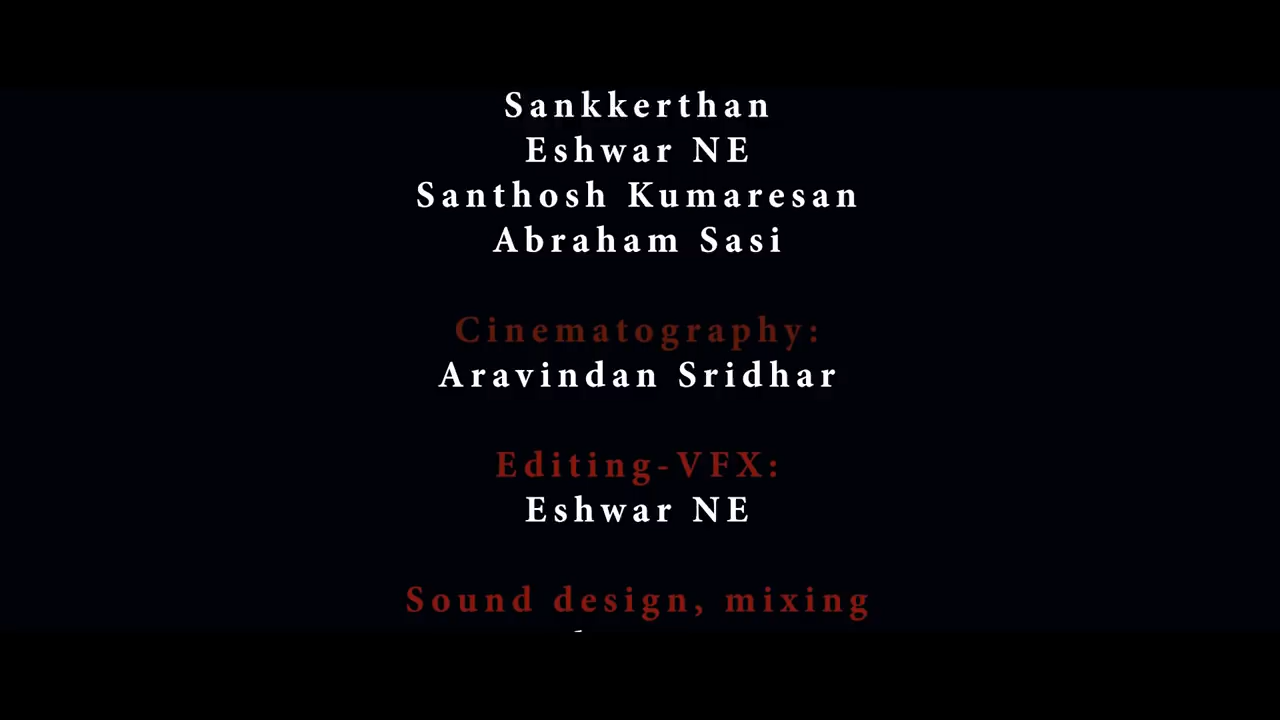 Sankkerthan
Eshwar NE
Santhosh Kumaresan
Abraham Sasi
Cinematography:
Aravindan Sridhar
Editing-VFX:
Eshwar NE
Sound design, mixing